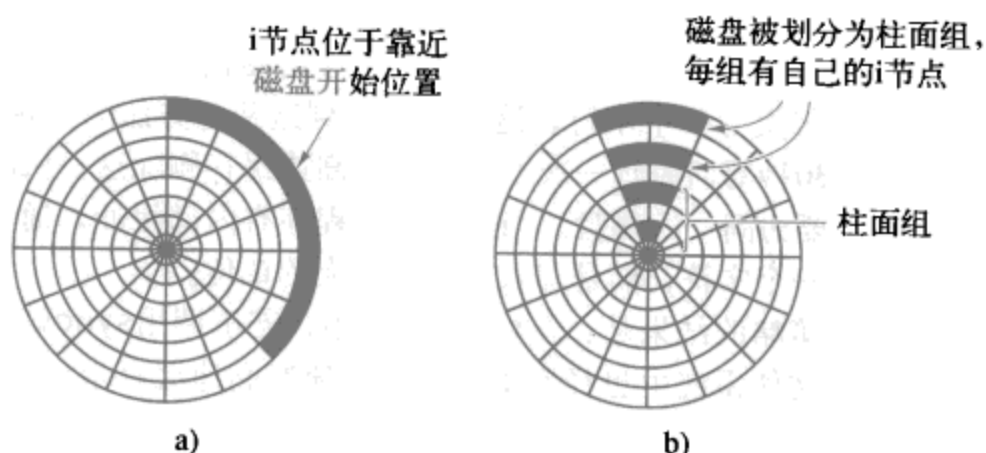 i节点位于靠近
磁盘开始位置
磁盘被划分为柱面组，
每组有自己的i节点
柱面组
a)
b)